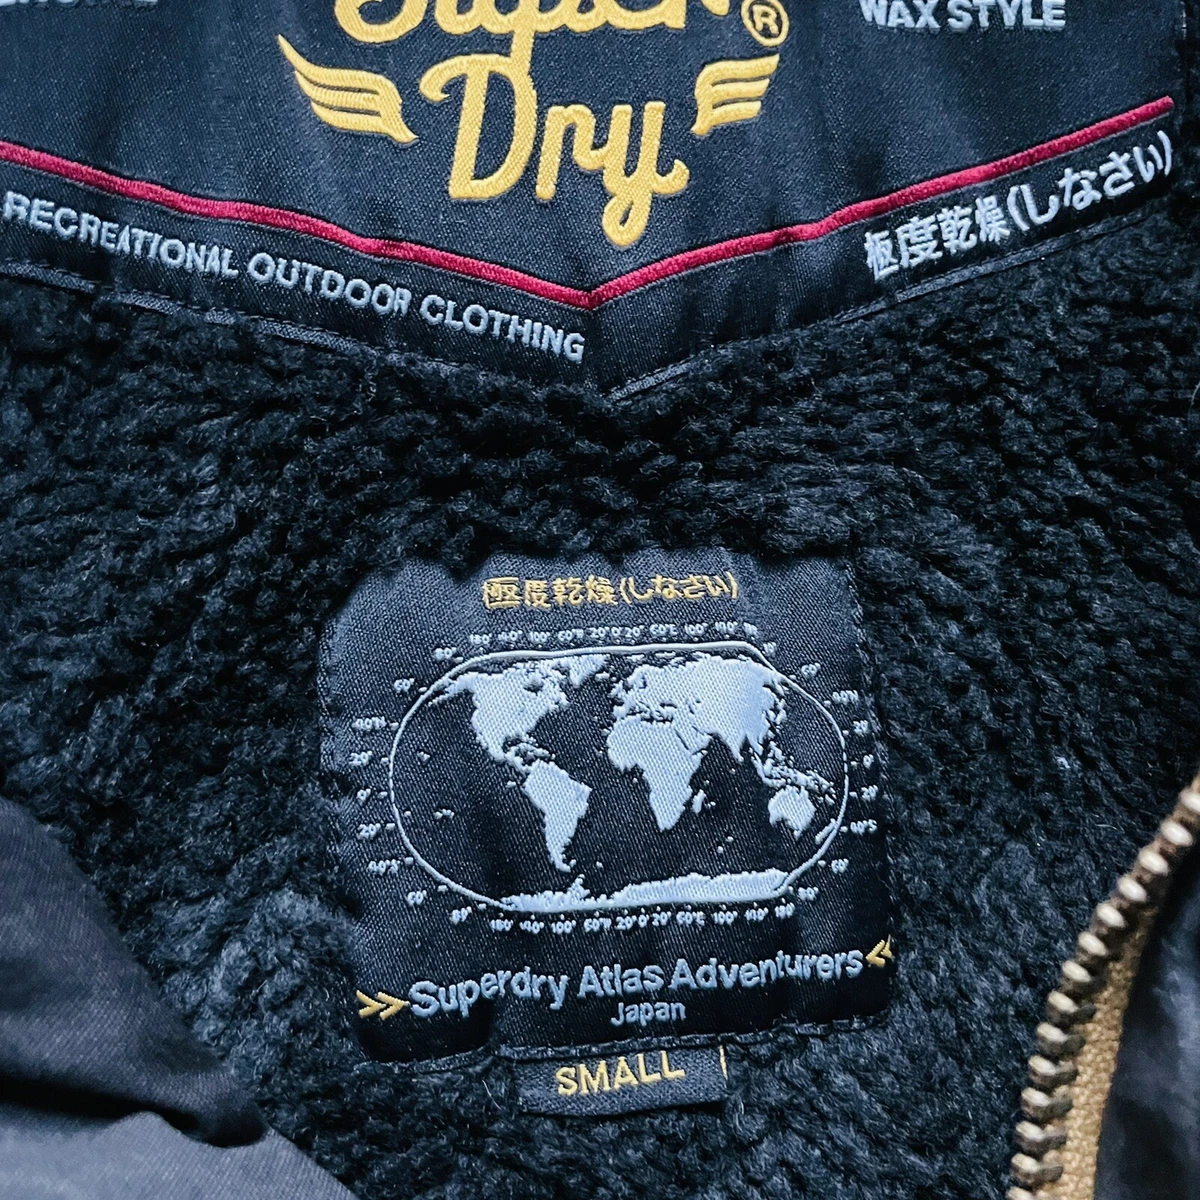 Super
Dry ®
WAX STYLE
RECREATIONAL OUTDOOR CLOTHING
極度乾燥(しなさい)
極度乾燥(しなさい)
Superdry Atlas Adventurers
Japan
SMALL